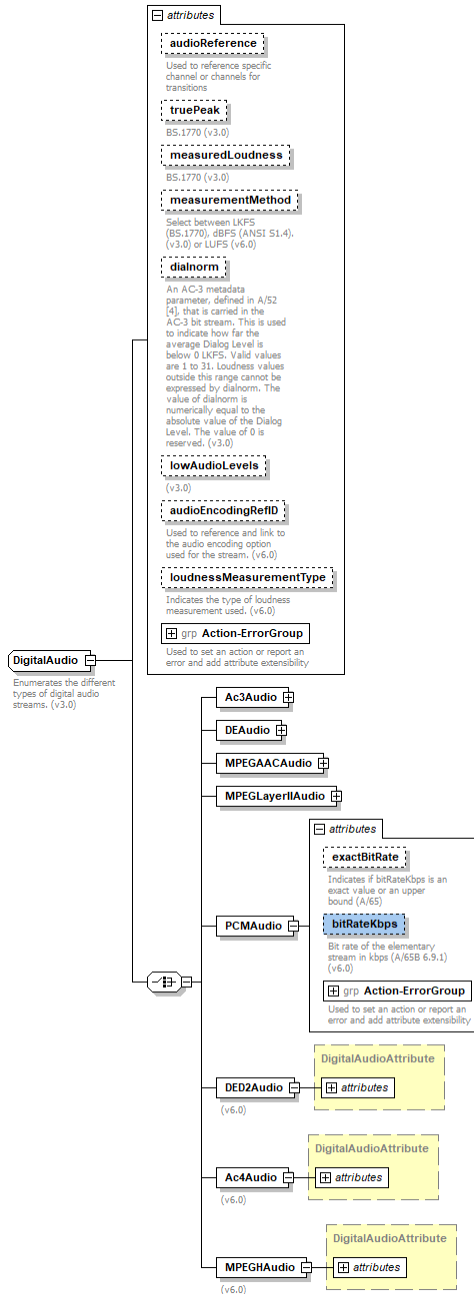 attributes
audioReference
Used to reference specific
channel or channels for
transitions
truePeak
BS.1770 (v3.0)
measuredLoudness
BS.1770 (v3.0)
measurementMethod
Select between LKFS
(BS.1770), dBFS (ANSI S1.4).
(v3.0) or LUFS (v6.0)
dialnorm
An AC-3 metadata
parameter, defined in A/52
[4], that is carried in the
AC-3 bit stream. This is used
to indicate how far the
average Dialog Level is
below 0 LKFS. Valid values
are 1 to 31. Loudness values
outside this range cannot be
expressed by dialnorm. The
value of dialnorm is
numerically equal to the
absolute value of the Dialog
Level. The value of 0 is
reserved. (v3.0)
lowAudioLevels
(v3.0)
audioEncodingRefID
Used to reference and link to
the audio encoding option
used for the stream. (v6.0)
loudnessMeasurementType
Indicates the type of loudness
measurement used. (v6.0)
grp Action-ErrorGroup
Used to set an action or report an
error and add attribute extensibility
DigitalAudio
Enumerates the different
types of digital audio
streams. (v3.0)
Ac3Audio
DEAudio
MPEGAACAudio
MPEGLayerIIAudio
PCMAudio
attributes
exactBitRate
Indicates if bitRateKbps is an
exact value or an upper
bound (A/65)
bitRateKbps
Bit rate of the elementary
stream in kbps (A/65B 6.9.1)
(v6.0)
grp Action-ErrorGroup
Used to set an action or report an
error and add attribute extensibility
DED2Audio
(v6.0)
DigitalAudioAttribute
attributes
Ac4Audio
(v6.0)
DigitalAudioAttribute
attributes
MPEGHAudio
(v6.0)
DigitalAudioAttribute
attributes